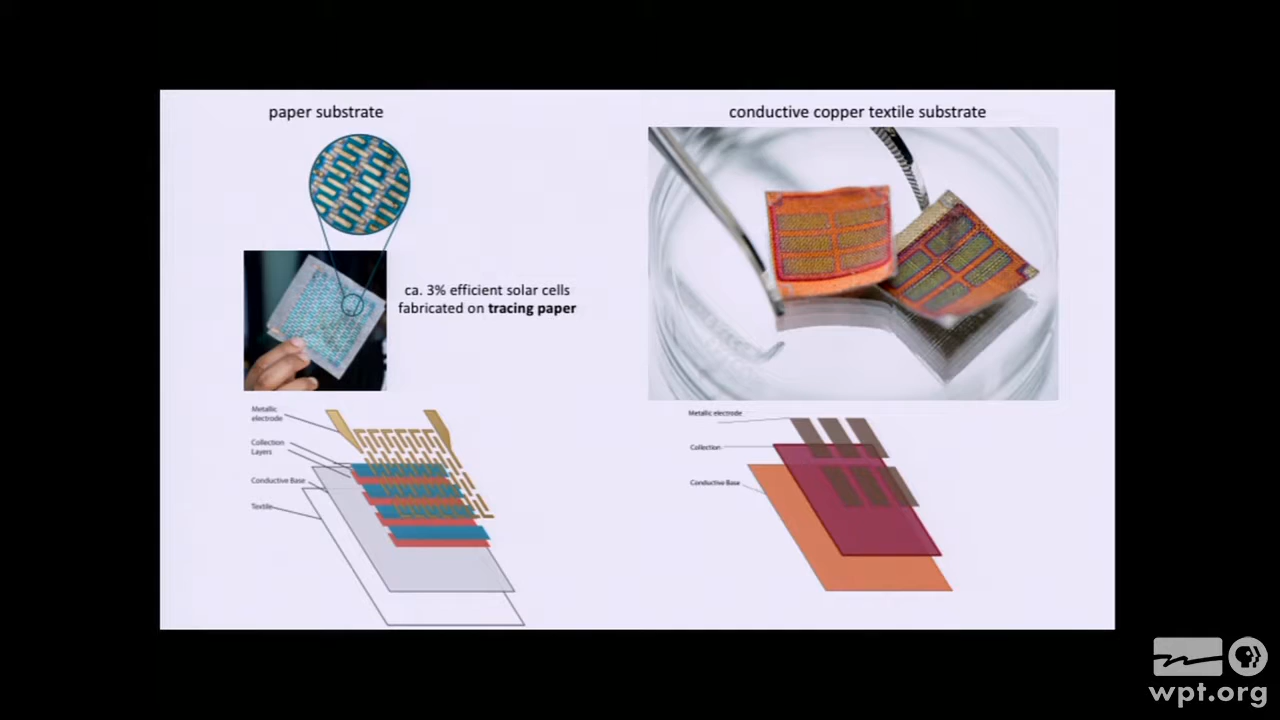 paper substrate
conductive copper textile substrate
ca. 3% efficient solar cells
fabricated on tracing paper
Metallic
electrode
Collection
Layers
Conductive Base
Textile
Metallic electrode
Collection
Conductive Base
wpt.org